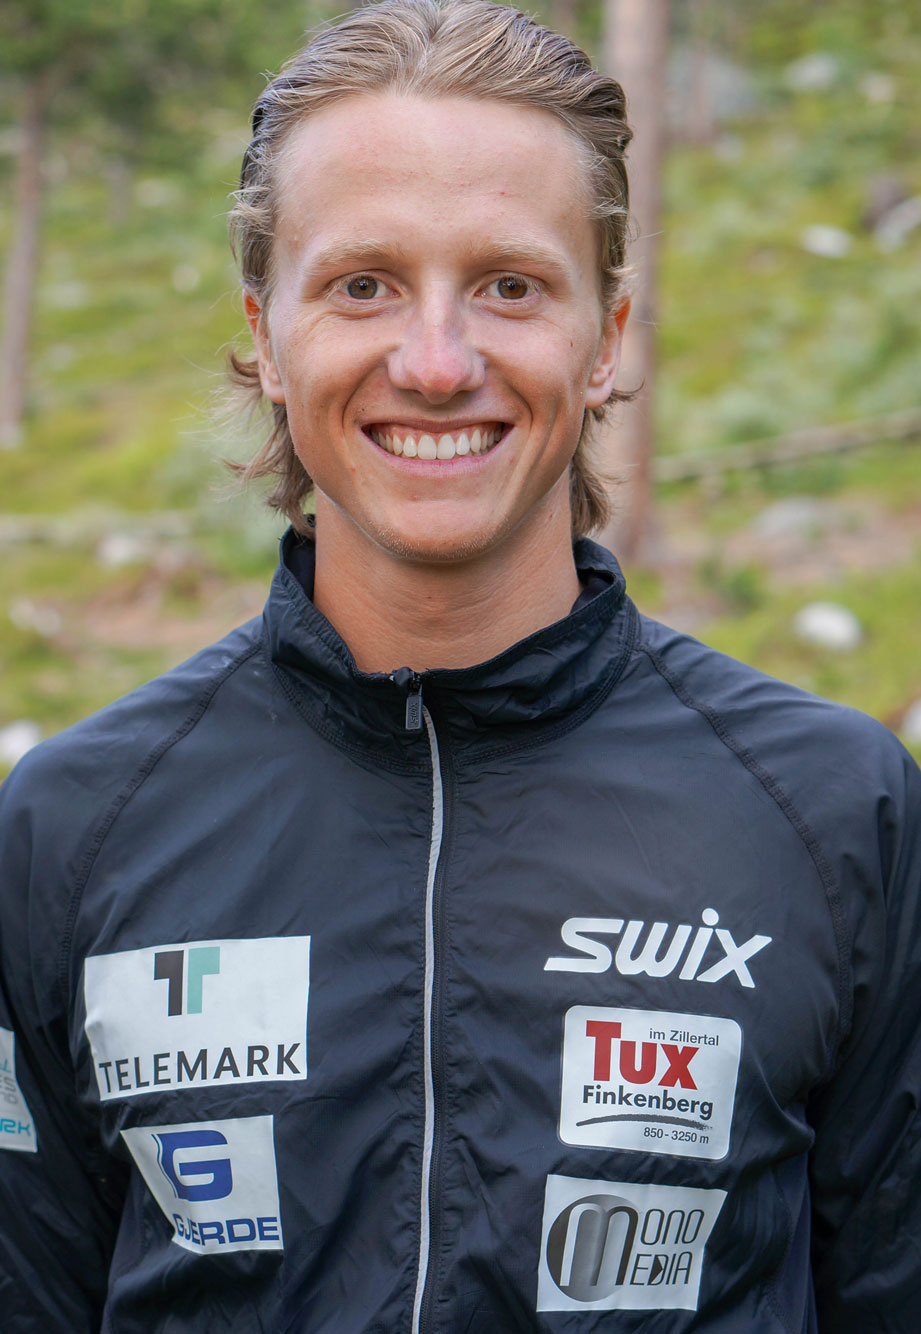 TELEMARK
G
GJERDE
SWIX
im Zillertal
TUX
Finkenberg
850 - 3250 m
MONO
MEDIA